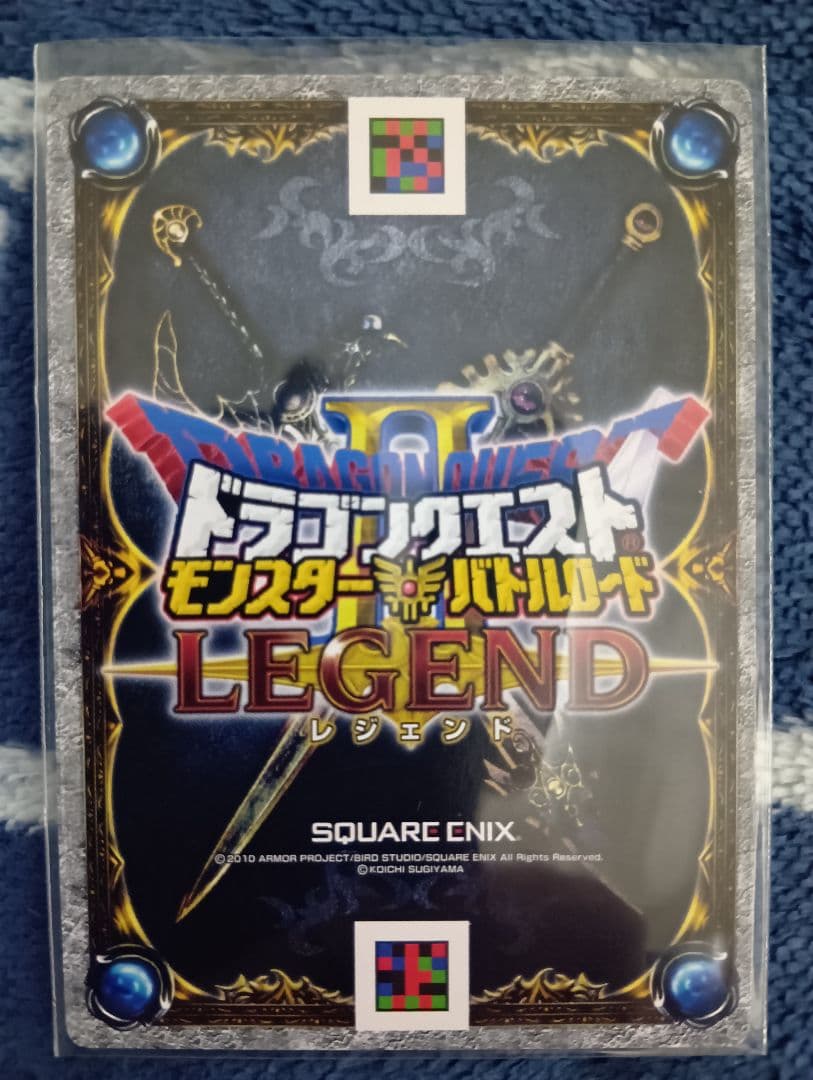 II
DRAGON QUEST
ドラゴンクエスト®
モンスターバトルロード
LEGEND
レジェンド
SQUARE ENIX
©2010 ARMOR PROJECT/BIRD STUDIO/SQUARE ENIX All Rights Reserved.
©KOICHI SUGIYAMA